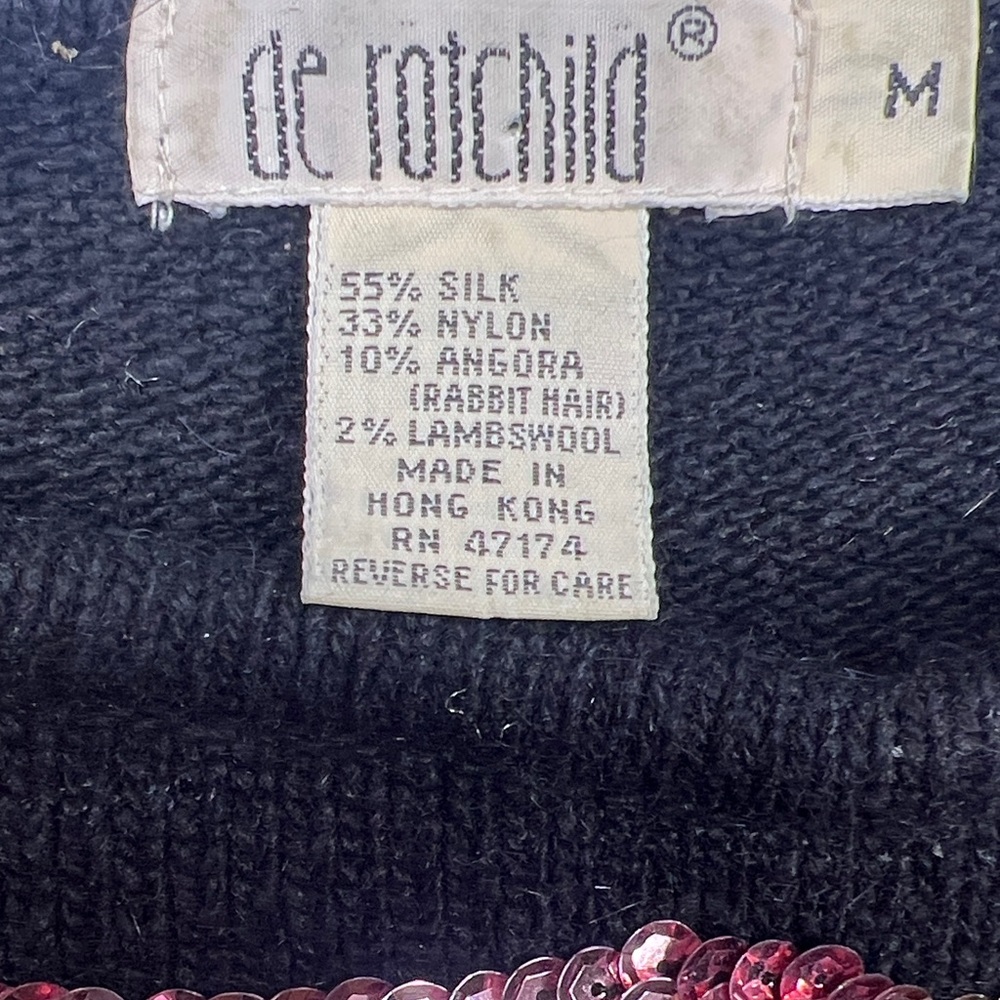 de rotchild®
M
55% SILK
33% NYLON
10% ANGORA
(RABBIT HAIR)
2% LAMBSWOOL
MADE IN
HONG KONG
RN 47174
REVERSE FOR CARE